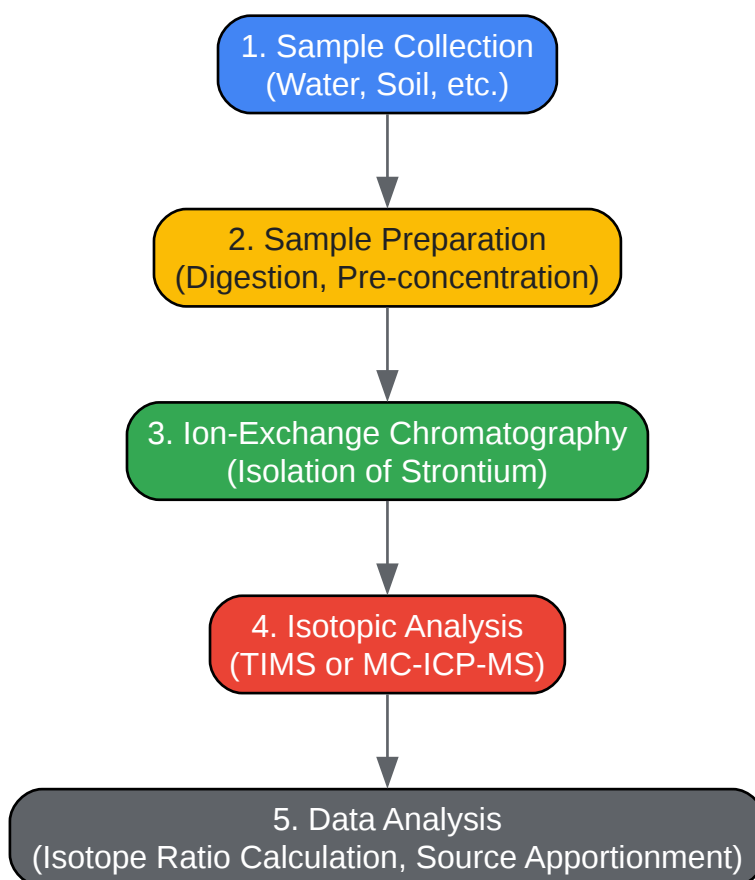 1. Sample Collection
(Water, Soil, etc.)
2. Sample Preparation
(Digestion, Pre-concentration)
3. Ion-Exchange Chromatography
(Isolation of Strontium)
4. Isotopic Analysis
(TIMS or MC-ICP-MS)
5. Data Analysis
(Isotope Ratio Calculation, Source Apportionment)